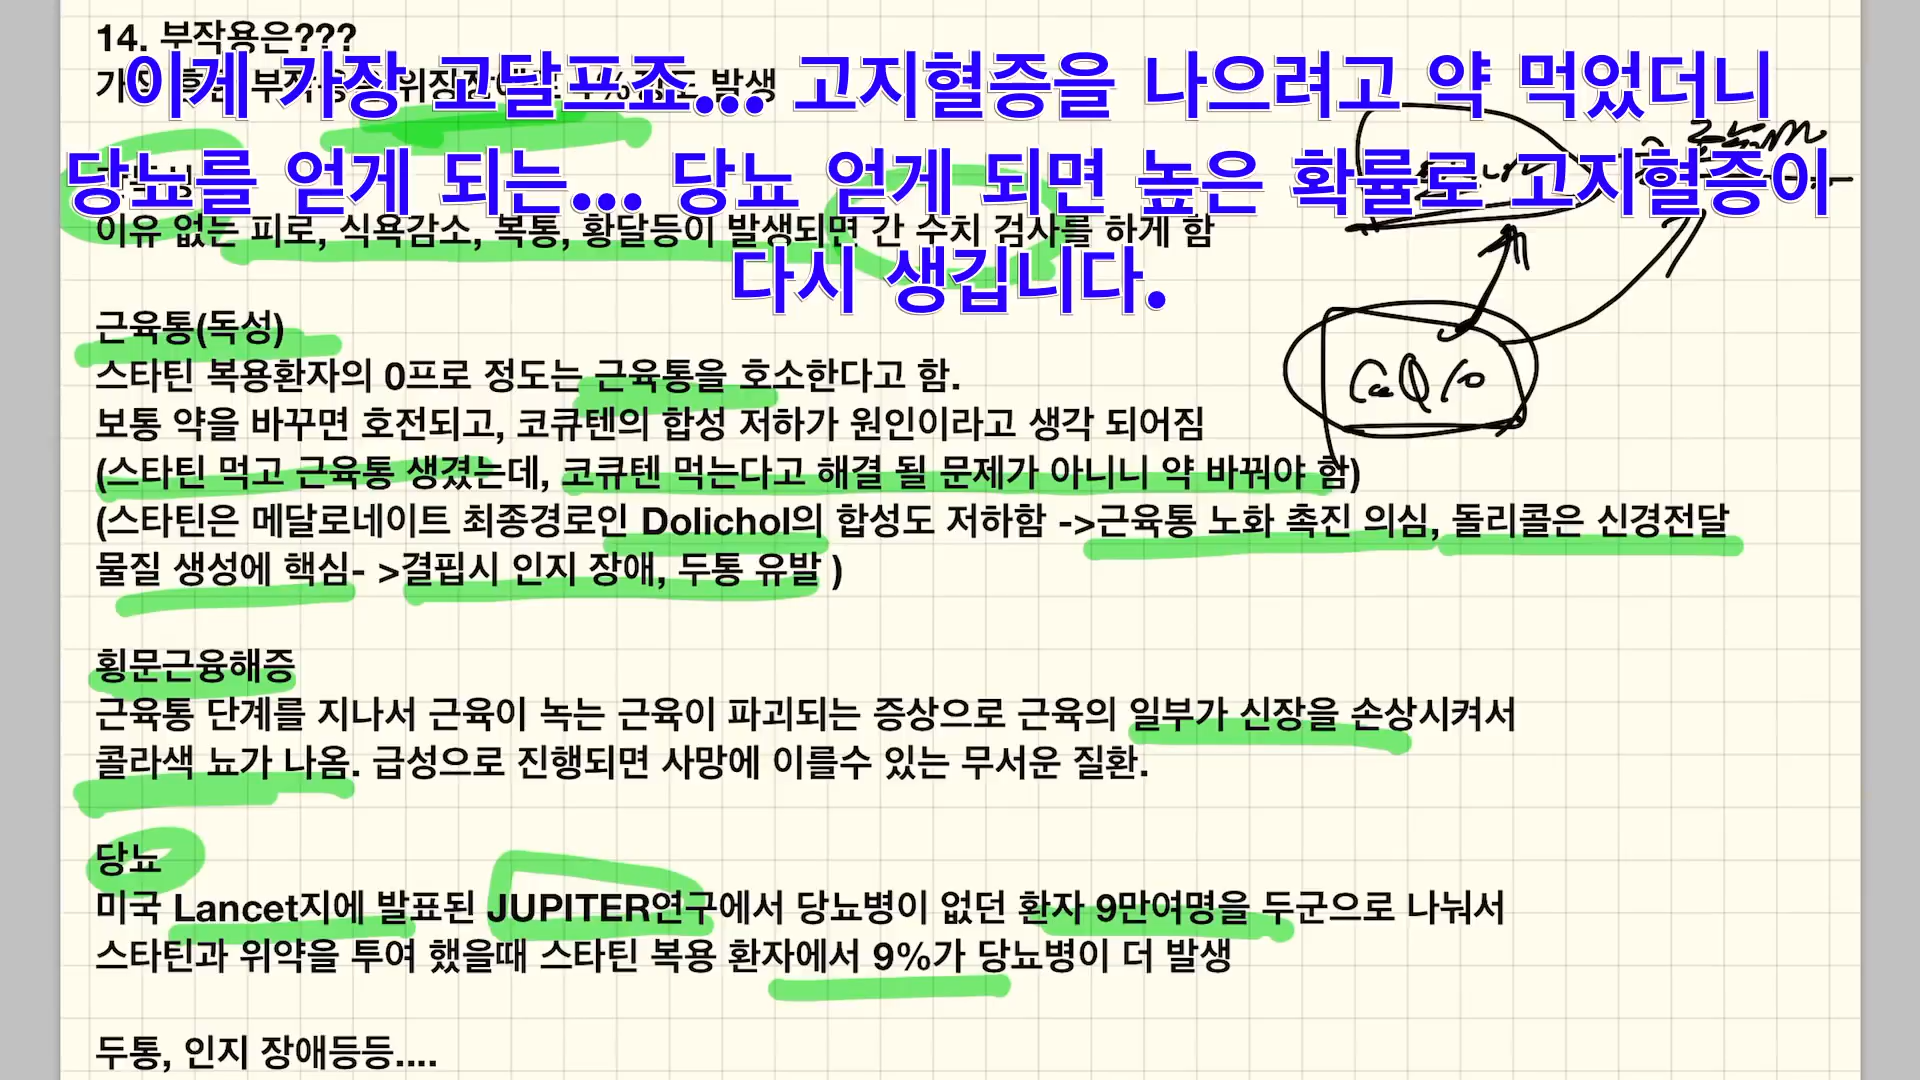 14. 부작용은???
이게 가장 고달프죠... 고지혈증을 나으려고 약 먹었더니
발생
당뇨를 얻게 되는... 당뇨 얻게 되면 높은 확률로 고지혈증이
다시 생깁니다.
이유 없는 피로, 식욕감소, 복통, 황달등이 발생되면 간 수치 검사를 하게 함
근육통(독성)
스타틴 복용환자의 0프로 정도는 근육통을 호소한다고 함.
보통 약을 바꾸면 호전되고, 코큐텐의 합성 저하가 원인이라고 생각 되어짐
(스타틴 먹고 근육통 생겼는데, 코큐텐 먹는다고 해결 될 문제가 아니니 약 바꿔야 함)
(스타틴은 메달로네이트 최종경로인 Dolichol의 합성도 저하함 ->근육통 노화 촉진 의심, 돌리콜은 신경전달
물질 생성에 핵심- >결핍시 인지 장애, 두통 유발 )
CoQ10
횡문근융해증
근육통 단계를 지나서 근육이 녹는 근육이 파괴되는 증상으로 근육의 일부가 신장을 손상시켜서
콜라색 뇨가 나옴. 급성으로 진행되면 사망에 이를수 있는 무서운 질환.
당뇨
미국 Lancet지에 발표된 JUPITER연구에서 당뇨병이 없던 환자 9만여명을 두군으로 나눠서
스타틴과 위약을 투여 했을때 스타틴 복용 환자에서 9%가 당뇨병이 더 발생
두통, 인지 장애등등....